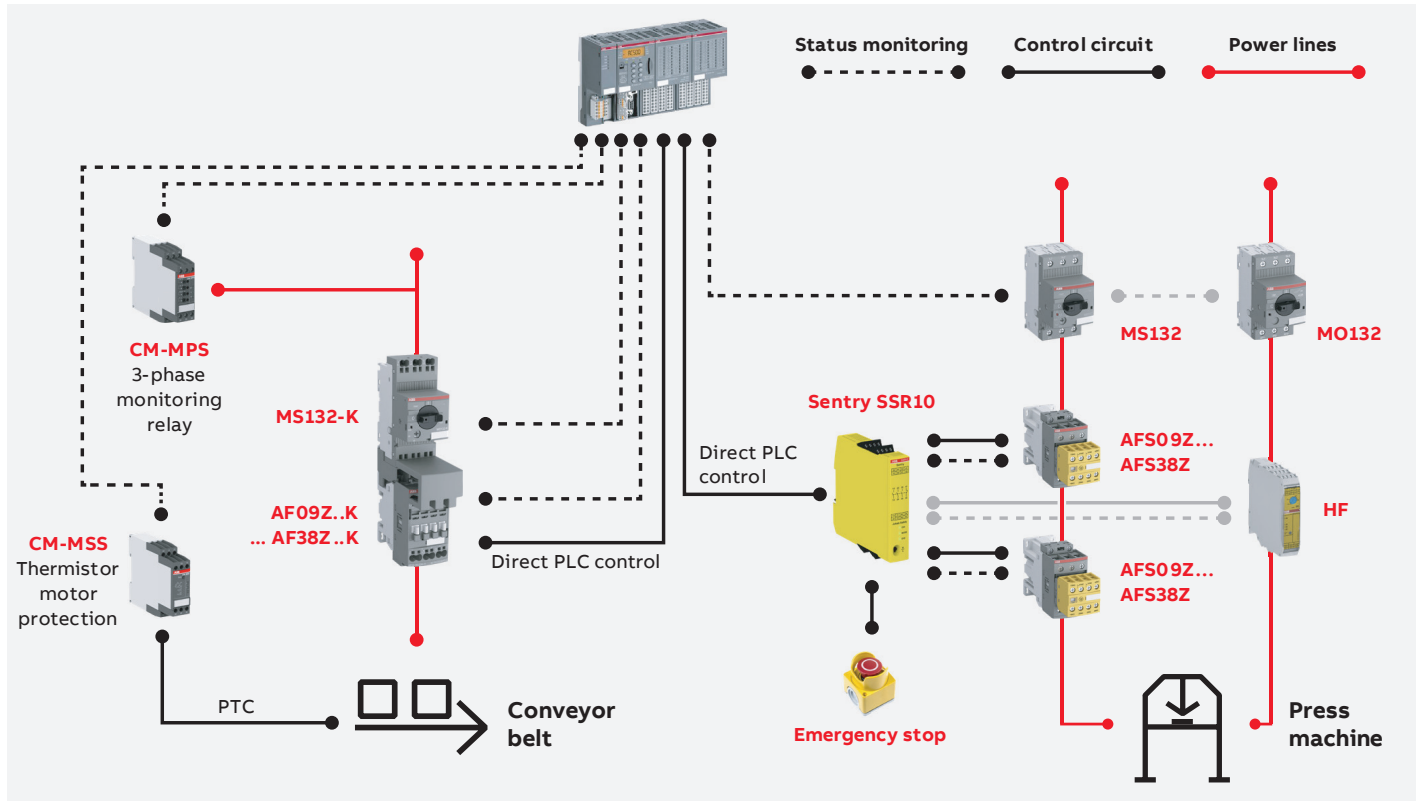 Status monitoring
Control circuit
Power lines
CM-MPS
3-phase
monitoring
relay
MS132-K
AF09Z..K
... AF38Z..K
Direct PLC control
CM-MSS
Thermistor
motor
protection
PTC
Conveyor
belt
MS132
MO132
Sentry SSR10
Direct PLC
control
AFS09Z...
AFS38Z
HF
AFS09Z...
AFS38Z
Emergency stop
Press
machine